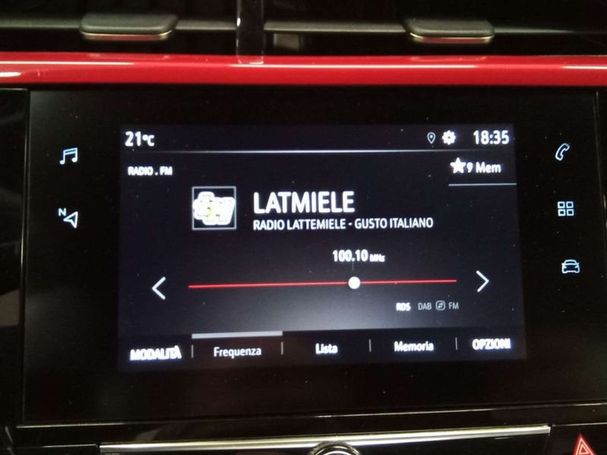 21°C
18:35
RADIO . FM
9 Mem
LATMIELE
RADIO LATTEMIELE - GUSTO ITALIANO
100.10 MHz
RDS DAB FM
MODALITÀ Frequenza Lista Memoria OPZIONI
N